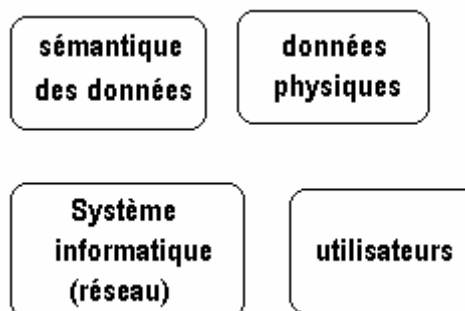 sémantique
des données
données
physiques
Système
informatique
(réseau)
utilisateurs